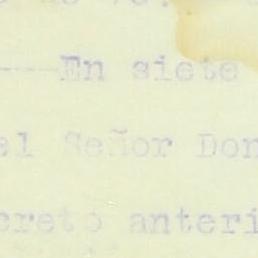 ----En siete
el Señor Don
creto anteri